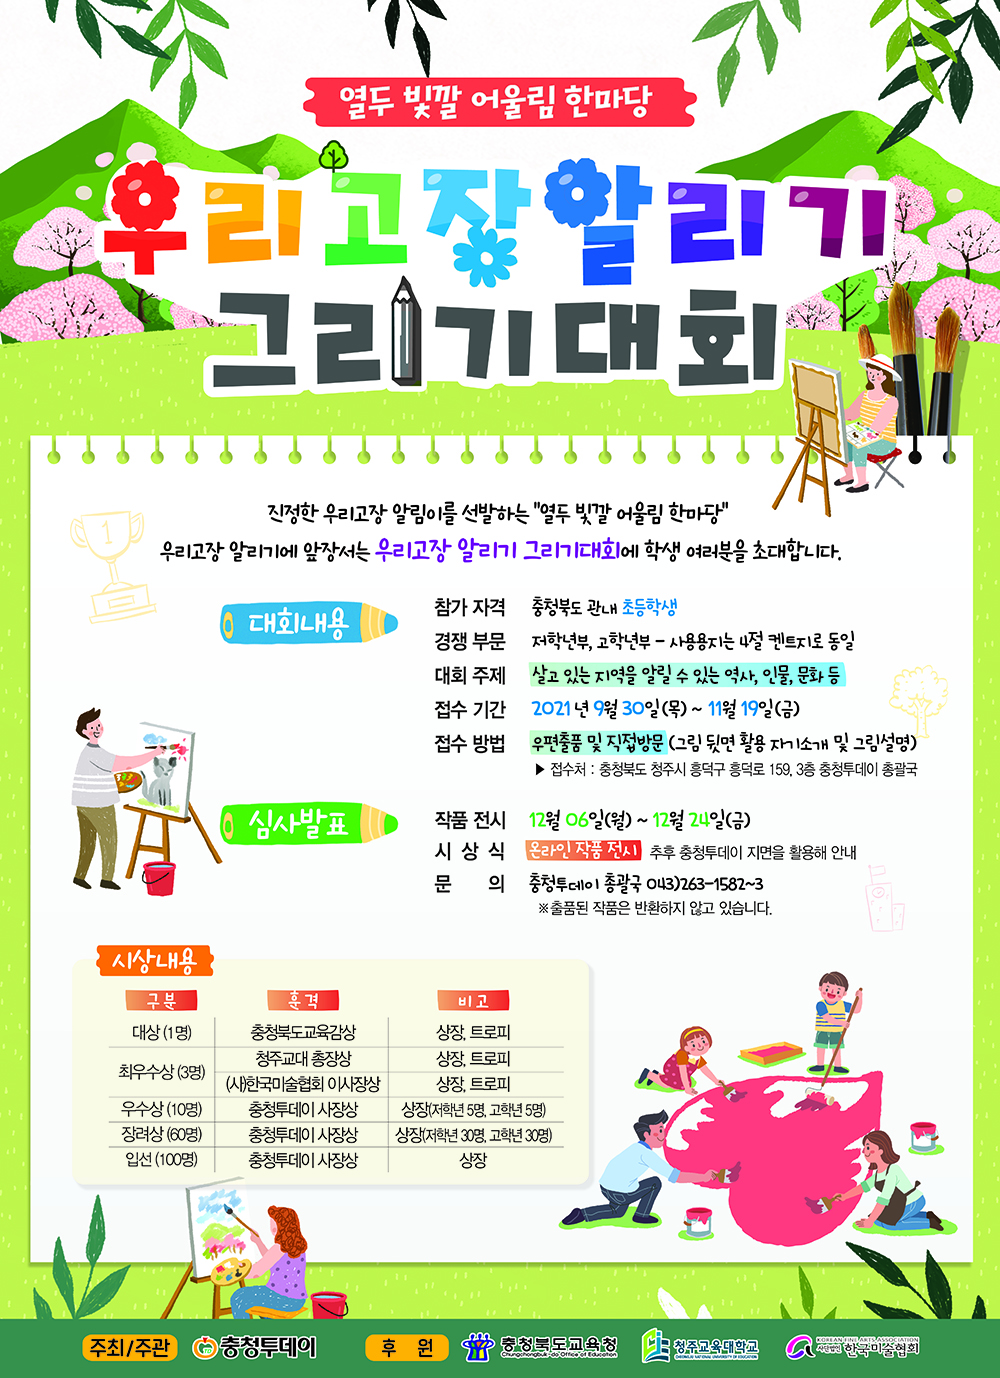 열두 빛깔 어울림 한마당
우리고장알리기
그리기대회
진정한 우리고장 알림이를 선발하는 "열두 빛깔 어울림 한마당"
우리고장 알리기에 앞장서는 우리고장 알리기 그리기대회에 학생 여러분을 초대합니다.
대회내용
참가 자격 충청북도 관내 초등학생
경쟁 부문 저학년부, 고학년부 - 사용용지는 4절 켄트지로 동일
대회 주제 살고 있는 지역을 알릴 수 있는 역사, 인물, 문화 등
접수 기간 2021년 9월 30일(목) ~ 11월 19일(금)
접수 방법 우편출품 및 직접방문 (그림 뒷면 활용 자기소개 및 그림설명)
▶ 접수처 : 충청북도 청주시 흥덕구 흥덕로 159, 3층 충청투데이 총괄국
심사발표
작품 전시 12월 06일(월) ~ 12월 24일(금)
시 상 식 온라인 작품 전시 추후 충청투데이 지면을 활용해 안내
문 의 충청투데이 총괄국 043)263-1582~3
※출품된 작품은 반환하지 않고 있습니다.
1
시상내용
구분 훈격 비고
대상 (1명) 충청북도교육감상 상장, 트로피
최우수상 (3명) 청주교대 총장상 상장, 트로피
(사)한국미술협회 이사장상 상장, 트로피
우수상 (10명) 충청투데이 사장상 상장(저학년 5명, 고학년 5명)
장려상 (60명) 충청투데이 사장상 상장(저학년 30명, 고학년 30명)
입선 (100명) 충청투데이 사장상 상장
주최/주관 충청투데이 후 원 충청북도교육청 Chungchongbuk-do Office of Education 청주교육대학교 CHEONGJU NATIONAL UNIVERSITY OF EDUCATION KOREAN FINE ARTS ASSOCIATION 사단법인 한국미술협회